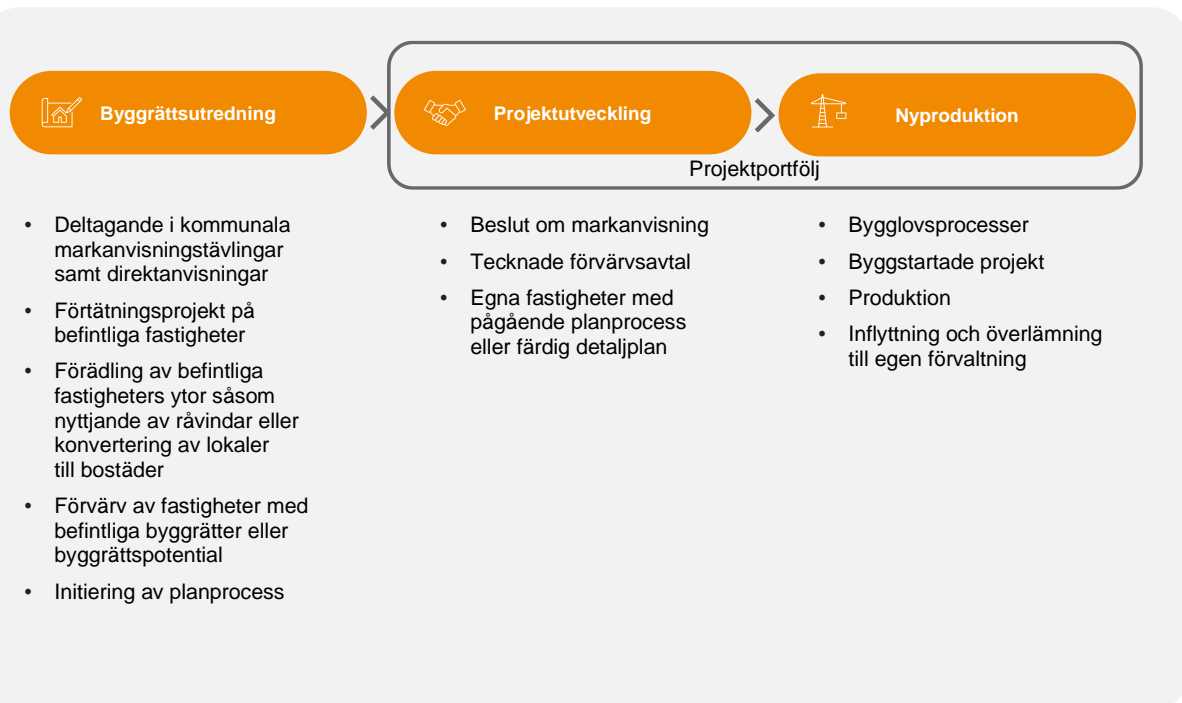 Byggrättsutredning
Projektutveckling
Nyproduktion
Projektportfölj
• Deltagande i kommunala
markanvisningstävlingar
samt direktanvisningar
• Förtätningsprojekt på
befintliga fastigheter
• Förädling av befintliga
fastigheters ytor såsom
nyttjande av råvindar eller
konvertering av lokaler
till bostäder
• Förvärv av fastigheter med
befintliga byggrätter eller
byggrättspotential
• Initiering av planprocess
• Beslut om markanvisning
• Tecknade förvärvsavtal
• Egna fastigheter med
pågående planprocess
eller färdig detaljplan
• Bygglovsprocesser
• Byggstartade projekt
• Produktion
• Inflyttning och överlämning
till egen förvaltning